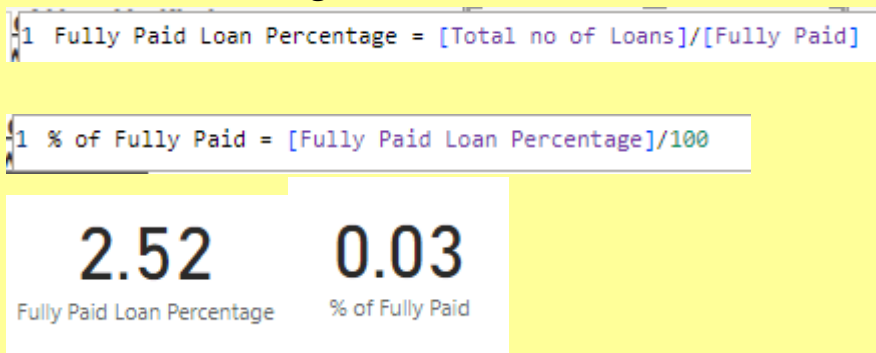 1 Fully Paid Loan Percentage = [Total no of Loans]/[Fully Paid]
1 % of Fully Paid = [Fully Paid Loan Percentage]/100
2.52 0.03
Fully Paid Loan Percentage % of Fully Paid